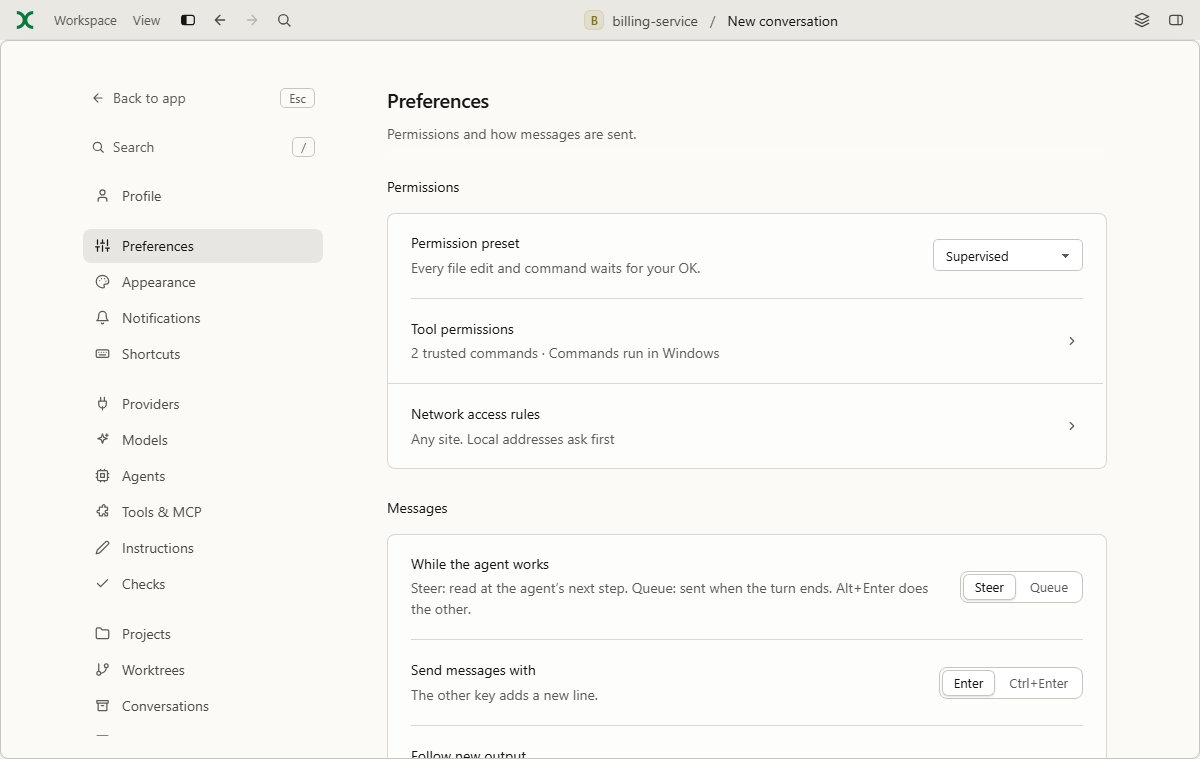 Workspace View
B billing-service / New conversation
Back to app Esc
Search /
Profile
Preferences
Appearance
Notifications
Shortcuts
Providers
Models
Agents
Tools & MCP
Instructions
Checks
Projects
Worktrees
Conversations
Preferences
Permissions and how messages are sent.
Permissions
Permission preset
Every file edit and command waits for your OK.
Supervised
Tool permissions
2 trusted commands · Commands run in Windows
Network access rules
Any site. Local addresses ask first
Messages
While the agent works
Steer: read at the agent’s next step. Queue: sent when the turn ends. Alt+Enter does
the other.
Steer Queue
Send messages with
The other key adds a new line.
Enter Ctrl+Enter
Follow new output